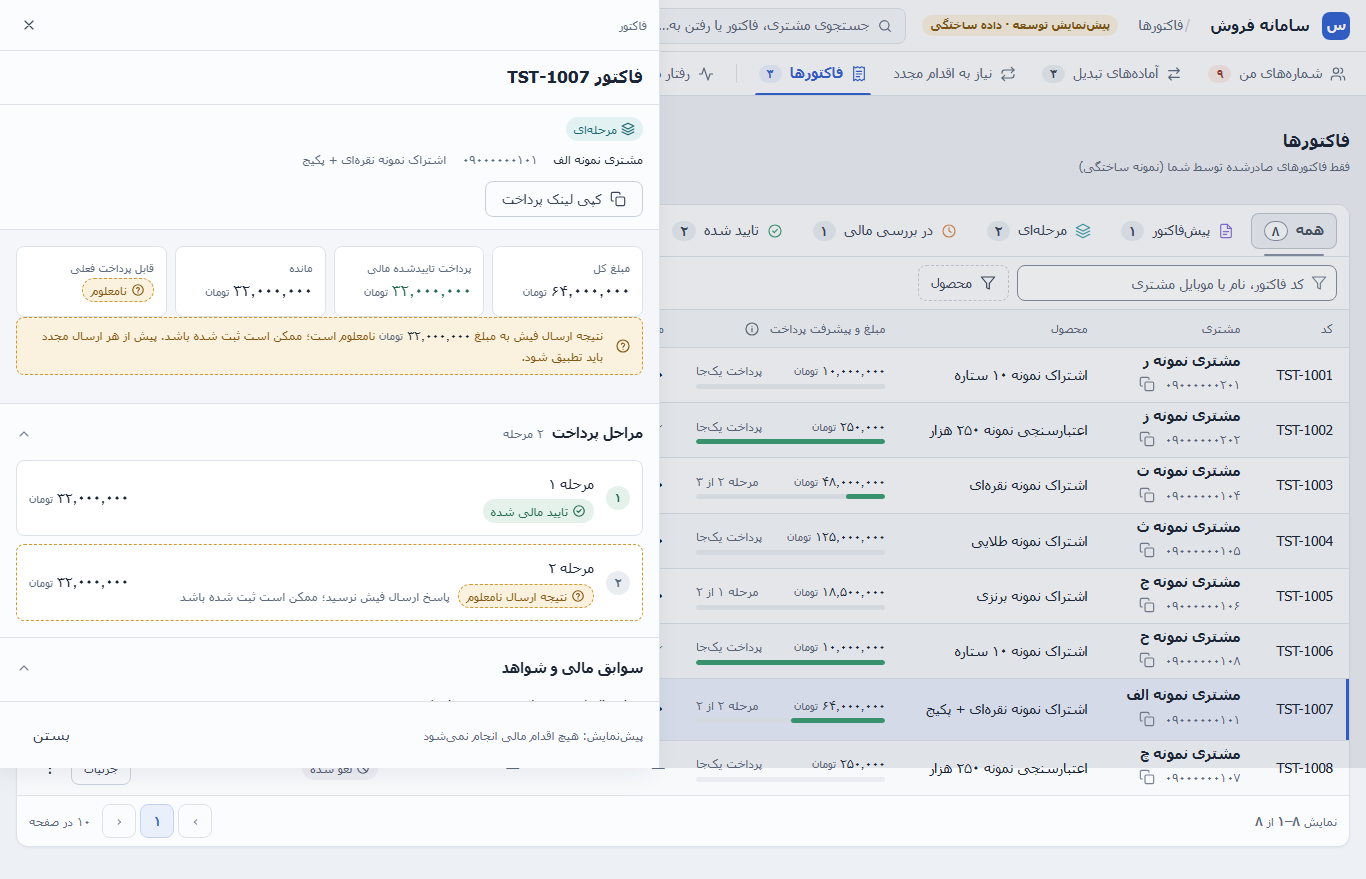 س سامانه فروش / فاکتورها پیش‌نمایش توسعه · داده ساختگی جستجوی مشتری، فاکتور یا رفتن به...
شماره‌های من ۹ آماده‌های تبدیل ۳ نیاز به اقدام مجدد فاکتورها ۳ رفتار
فاکتورها
فقط فاکتورهای صادرشده توسط شما (نمونه ساختگی)
همه ۸ پیش‌فاکتور ۱ مرحله‌ای ۲ در بررسی مالی ۱ تایید شده ۲
کد فاکتور، نام یا موبایل مشتری محصول
کد مشتری محصول مبلغ و پیشرفت پرداخت
TST-1001 مشتری نمونه ر ۰۹۰۰۰۰۰۰۲۰۱ اشتراک نمونه ۱۰ ستاره ۱۰,۰۰۰,۰۰۰ تومان پرداخت یک‌جا
TST-1002 مشتری نمونه ز ۰۹۰۰۰۰۰۰۲۰۲ اعتبارسنجی نمونه ۲۵۰ هزار ۲۵۰,۰۰۰ تومان پرداخت یک‌جا
TST-1003 مشتری نمونه ت ۰۹۰۰۰۰۰۰۱۰۴ اشتراک نمونه نقره‌ای ۴۸,۰۰۰,۰۰۰ تومان مرحله ۲ از ۳
TST-1004 مشتری نمونه ث ۰۹۰۰۰۰۰۰۱۰۵ اشتراک نمونه طلایی ۱۲۵,۰۰۰,۰۰۰ تومان پرداخت یک‌جا
TST-1005 مشتری نمونه ج ۰۹۰۰۰۰۰۰۱۰۶ اشتراک نمونه برنزی ۱۸,۵۰۰,۰۰۰ تومان مرحله ۱ از ۲
TST-1006 مشتری نمونه ح ۰۹۰۰۰۰۰۰۱۰۸ اشتراک نمونه ۱۰ ستاره ۱۰,۰۰۰,۰۰۰ تومان پرداخت یک‌جا
TST-1007 مشتری نمونه الف ۰۹۰۰۰۰۰۰۱۰۱ اشتراک نمونه نقره‌ای + پکیج ۶۴,۰۰۰,۰۰۰ تومان مرحله ۲ از ۲
TST-1008 مشتری نمونه چ ۰۹۰۰۰۰۰۰۱۰۷ اعتبارسنجی نمونه ۲۵۰ هزار ۲۵۰,۰۰۰ تومان پرداخت یک‌جا — — لغو شده جزئیات
نمایش ۱–۸ از ۸ ‹ ۱ › ۱۰ در صفحه
فاکتور
فاکتور TST-1007
مرحله‌ای
مشتری نمونه الف ۰۹۰۰۰۰۰۰۱۰۱ اشتراک نمونه نقره‌ای + پکیج
کپی لینک پرداخت
مبلغ کل پرداخت تاییدشده مالی مانده قابل پرداخت فعلی
۶۴,۰۰۰,۰۰۰ تومان ۳۲,۰۰۰,۰۰۰ تومان ۳۲,۰۰۰,۰۰۰ تومان نامعلوم
نتیجه ارسال فیش به مبلغ ۳۲,۰۰۰,۰۰۰ تومان نامعلوم است؛ ممکن است ثبت شده باشد. پیش از هر ارسال مجدد
باید تطبیق شود.
مراحل پرداخت ۲ مرحله
۱ مرحله ۱ ۳۲,۰۰۰,۰۰۰ تومان
تایید مالی شده
۲ مرحله ۲ ۳۲,۰۰۰,۰۰۰ تومان
نتیجه ارسال نامعلوم پاسخ ارسال فیش نرسید؛ ممکن است ثبت شده باشد
سوابق مالی و شواهد
پیش‌نمایش: هیچ اقدام مالی انجام نمی‌شود بستن